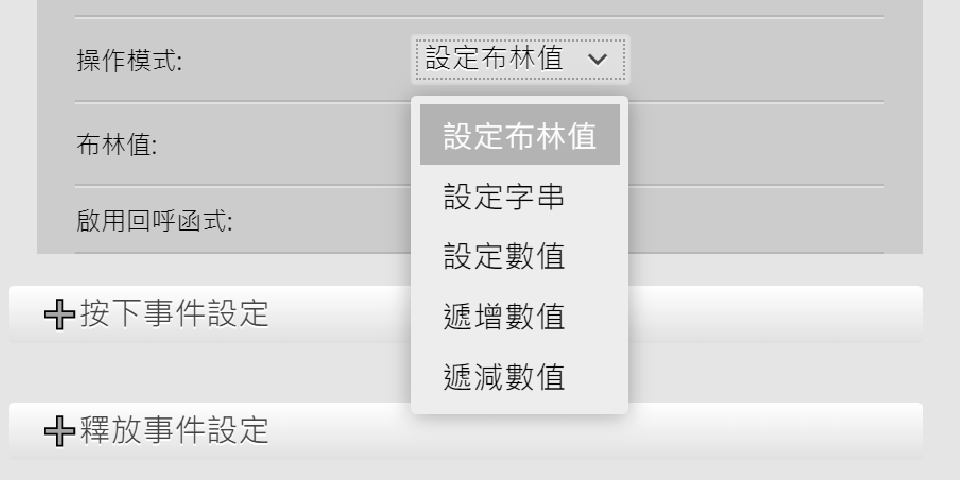 操作模式:
設定布林值
布林值:
設定布林值
設定字串
設定數值
遞增數值
遞減數值
啟用回呼函式:
按下事件設定
釋放事件設定